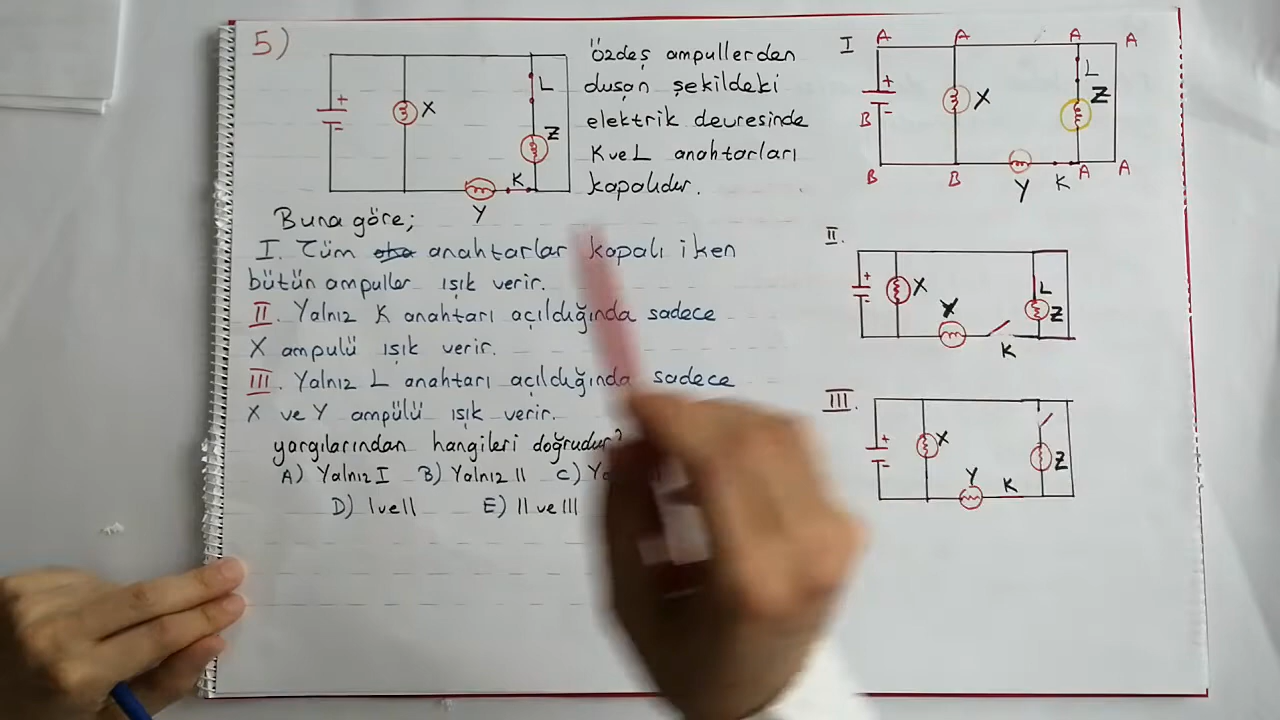 5)
+
-
X
L
Z
K
Y
özdeş ampullerden
duşan şekildeki
elektrik devresinde
K ve L anahtarları
kapalıdır.
Buna göre;
I. Tüm anahtarlar kapalı iken
bütün ampuller ışık verir.
II. Yalnız K anahtarı açıldığında sadece
X ampulü ışık verir.
III. Yalnız L anahtarı açıldığında sadece
X ve Y ampülü ışık verir.
yargılarından hangileri doğrudur?
A) Yalnız I B) Yalnız II C)
D) I ve II E) II ve III
I
A A A A
+
-
B
X
L
Z
B B Y K A A
II.
+
-
X
Y
L
Z
K
III.
+
-
X
Y
K
Z